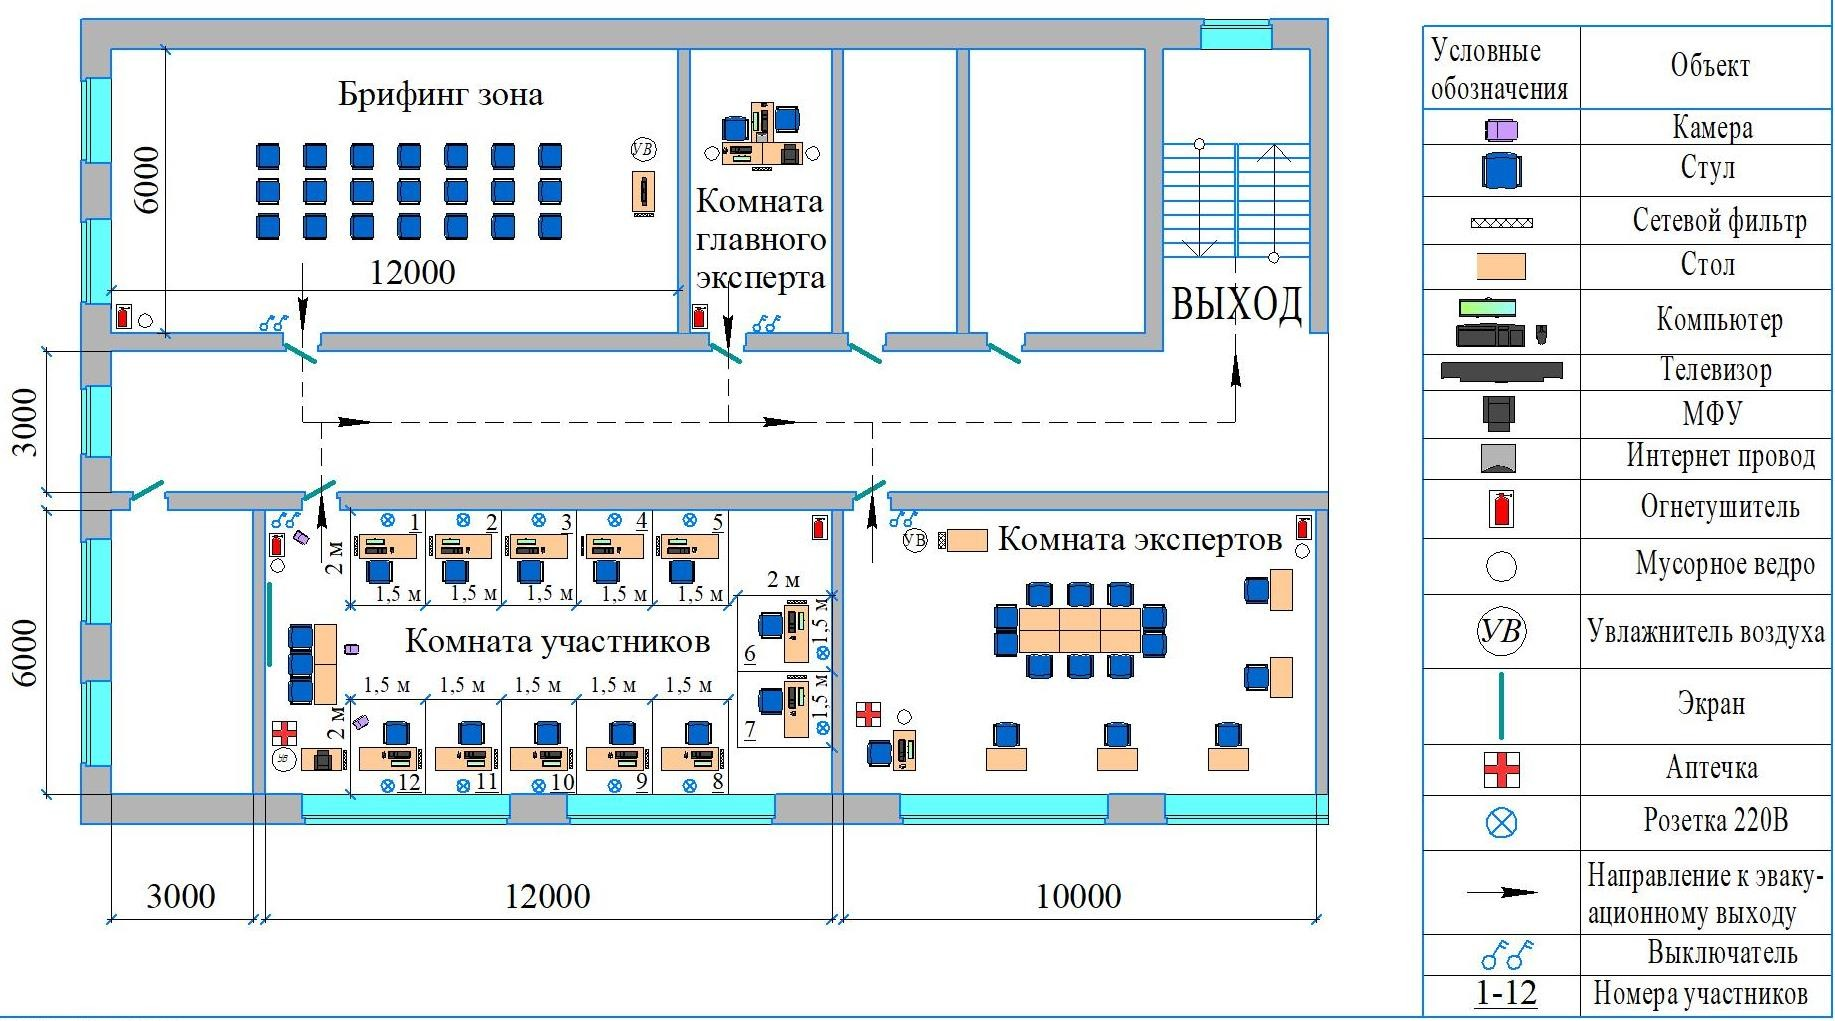 Брифинг зона
УВ
6000
12000
Комната
главного
эксперта
ВЫХОД
3000
6000
1
2
3
4
5
2 м
1,5 м
1,5 м
1,5 м
1,5 м
1,5 м
2 м
Комната участников
1,5 м
1,5 м
6
7
1,5 м
1,5 м
1,5 м
1,5 м
1,5 м
2 м
УВ
12
11
10
9
8
УВ
Комната экспертов
3000
12000
10000
Условные
обозначения
Объект
Камера
Стул
Сетевой фильтр
Стол
Компьютер
Телевизор
МФУ
Интернет провод
Огнетушитель
Мусорное ведро
УВ
Увлажнитель воздуха
Экран
Аптечка
Розетка 220В
Направление к эваку-
ационному выходу
Выключатель
1-12
Номера участников